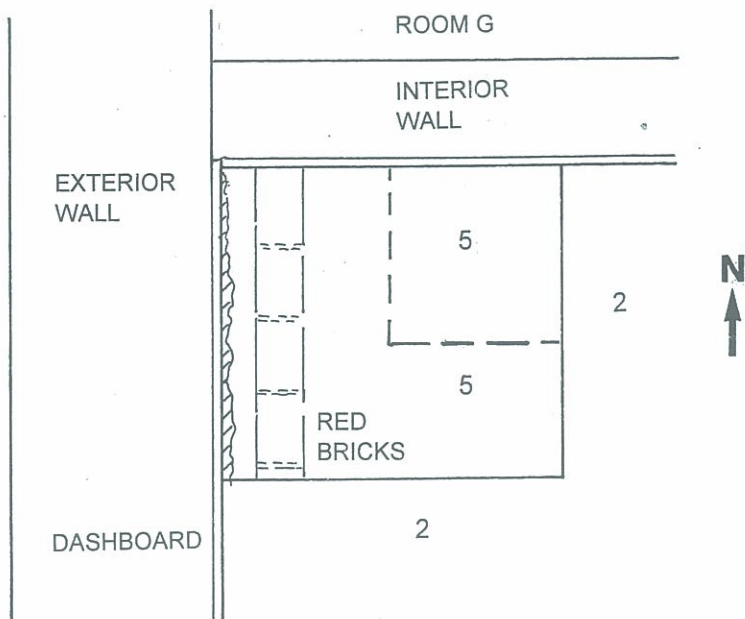 ROOM G
INTERIOR
WALL
EXTERIOR
WALL
5
2
N
5
RED
BRICKS
DASHBOARD
2